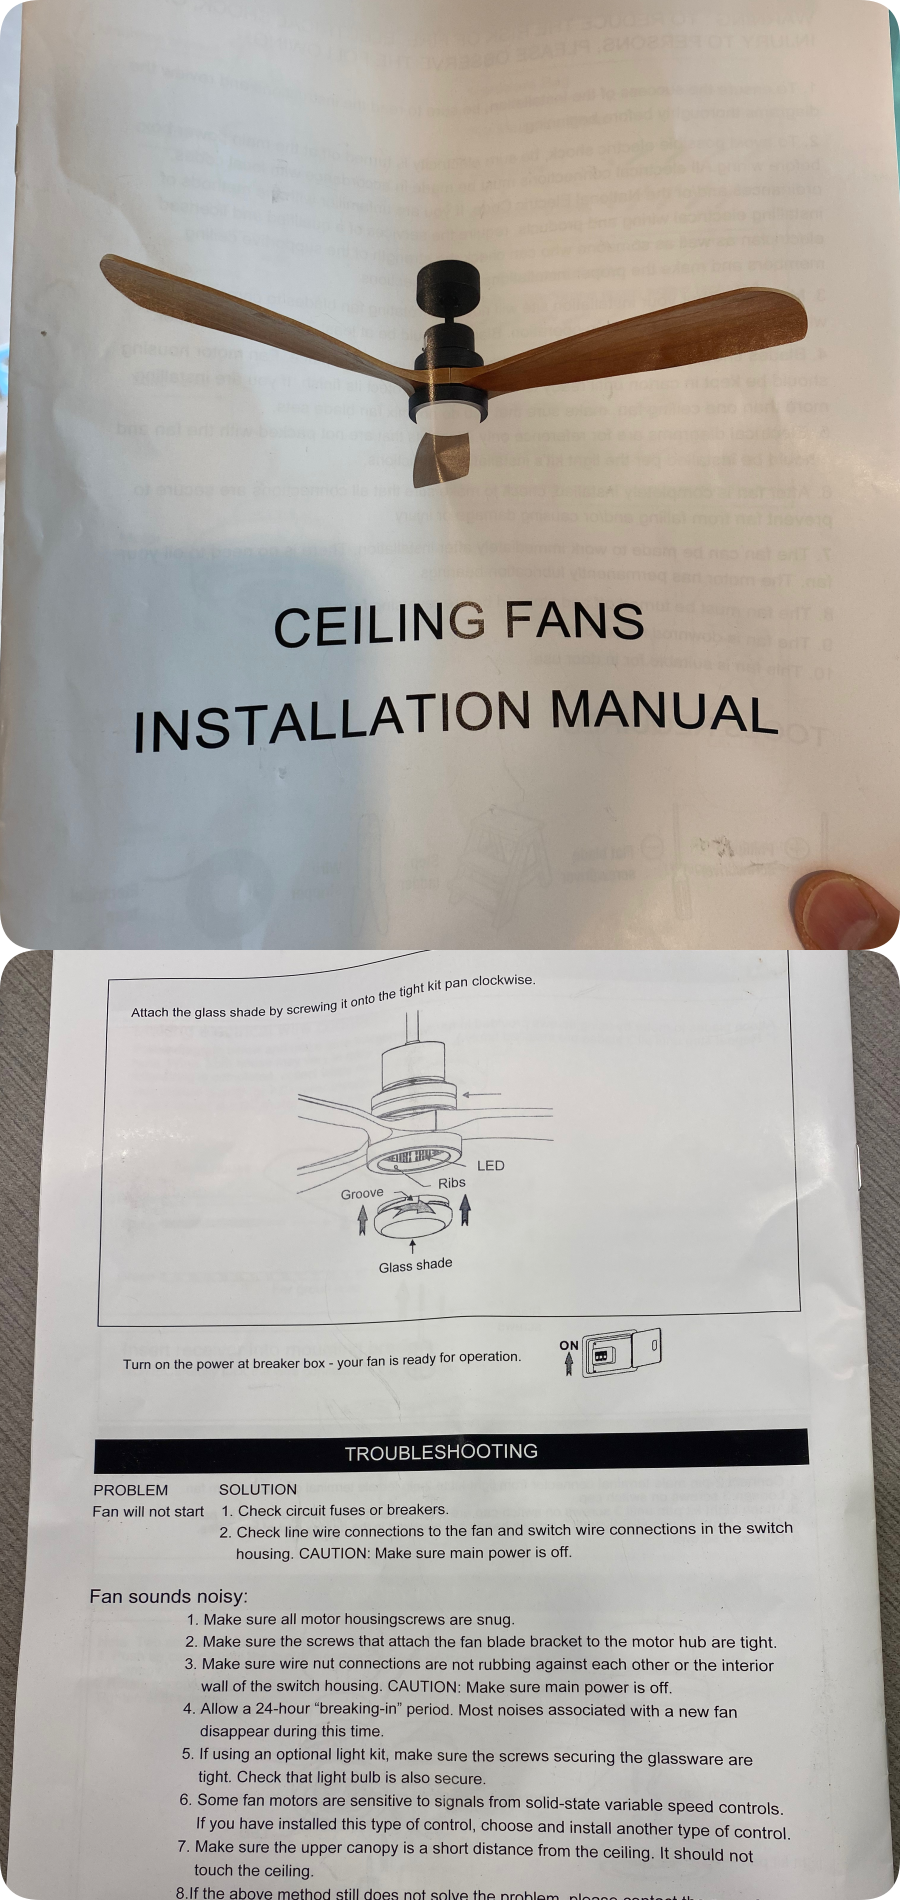 CEILING FANS
INSTALLATION MANUAL
Attach the glass shade by screwing it onto the tight kit pan clockwise.
LED
Ribs
Groove
Glass shade
Turn on the power at breaker box - your fan is ready for operation.
ON
TROUBLESHOOTING
PROBLEM SOLUTION
Fan will not start 1. Check circuit fuses or breakers.
2. Check line wire connections to the fan and switch wire connections in the switch
housing. CAUTION: Make sure main power is off.
Fan sounds noisy:
1. Make sure all motor housingscrews are snug.
2. Make sure the screws that attach the fan blade bracket to the motor hub are tight.
3. Make sure wire nut connections are not rubbing against each other or the interior
wall of the switch housing. CAUTION: Make sure main power is off.
4. Allow a 24-hour “breaking-in” period. Most noises associated with a new fan
disappear during this time.
5. If using an optional light kit, make sure the screws securing the glassware are
tight. Check that light bulb is also secure.
6. Some fan motors are sensitive to signals from solid-state variable speed controls.
If you have installed this type of control, choose and install another type of control.
7. Make sure the upper canopy is a short distance from the ceiling. It should not
touch the ceiling.
8.If the above method still does not solve the problem, please contact